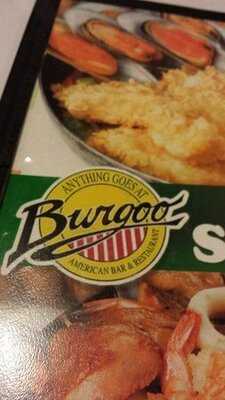 ANYTHING GOES AT
Burgoo
AMERICAN BAR & RESTAURANT
S